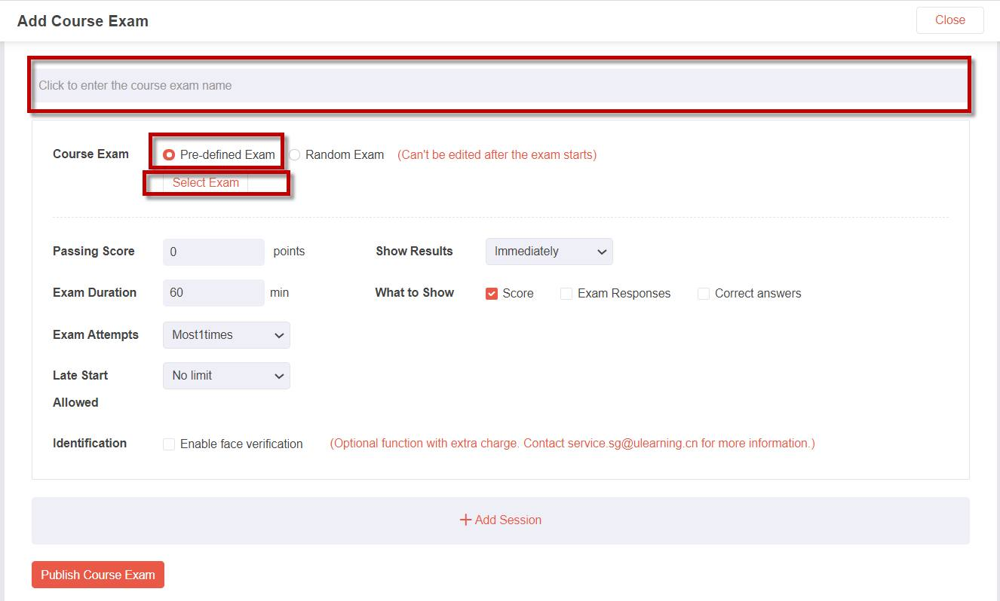 Add Course Exam
Close
Click to enter the course exam name
Course Exam Pre-defined Exam Random Exam (Can't be edited after the exam starts)
Select Exam
Passing Score 0 points Show Results Immediately
Exam Duration 60 min What to Show Score Exam Responses Correct answers
Exam Attempts Most1times
Late Start No limit
Allowed
Identification Enable face verification (Optional function with extra charge. Contact service.sg@ulearning.cn for more information.)
+ Add Session
Publish Course Exam